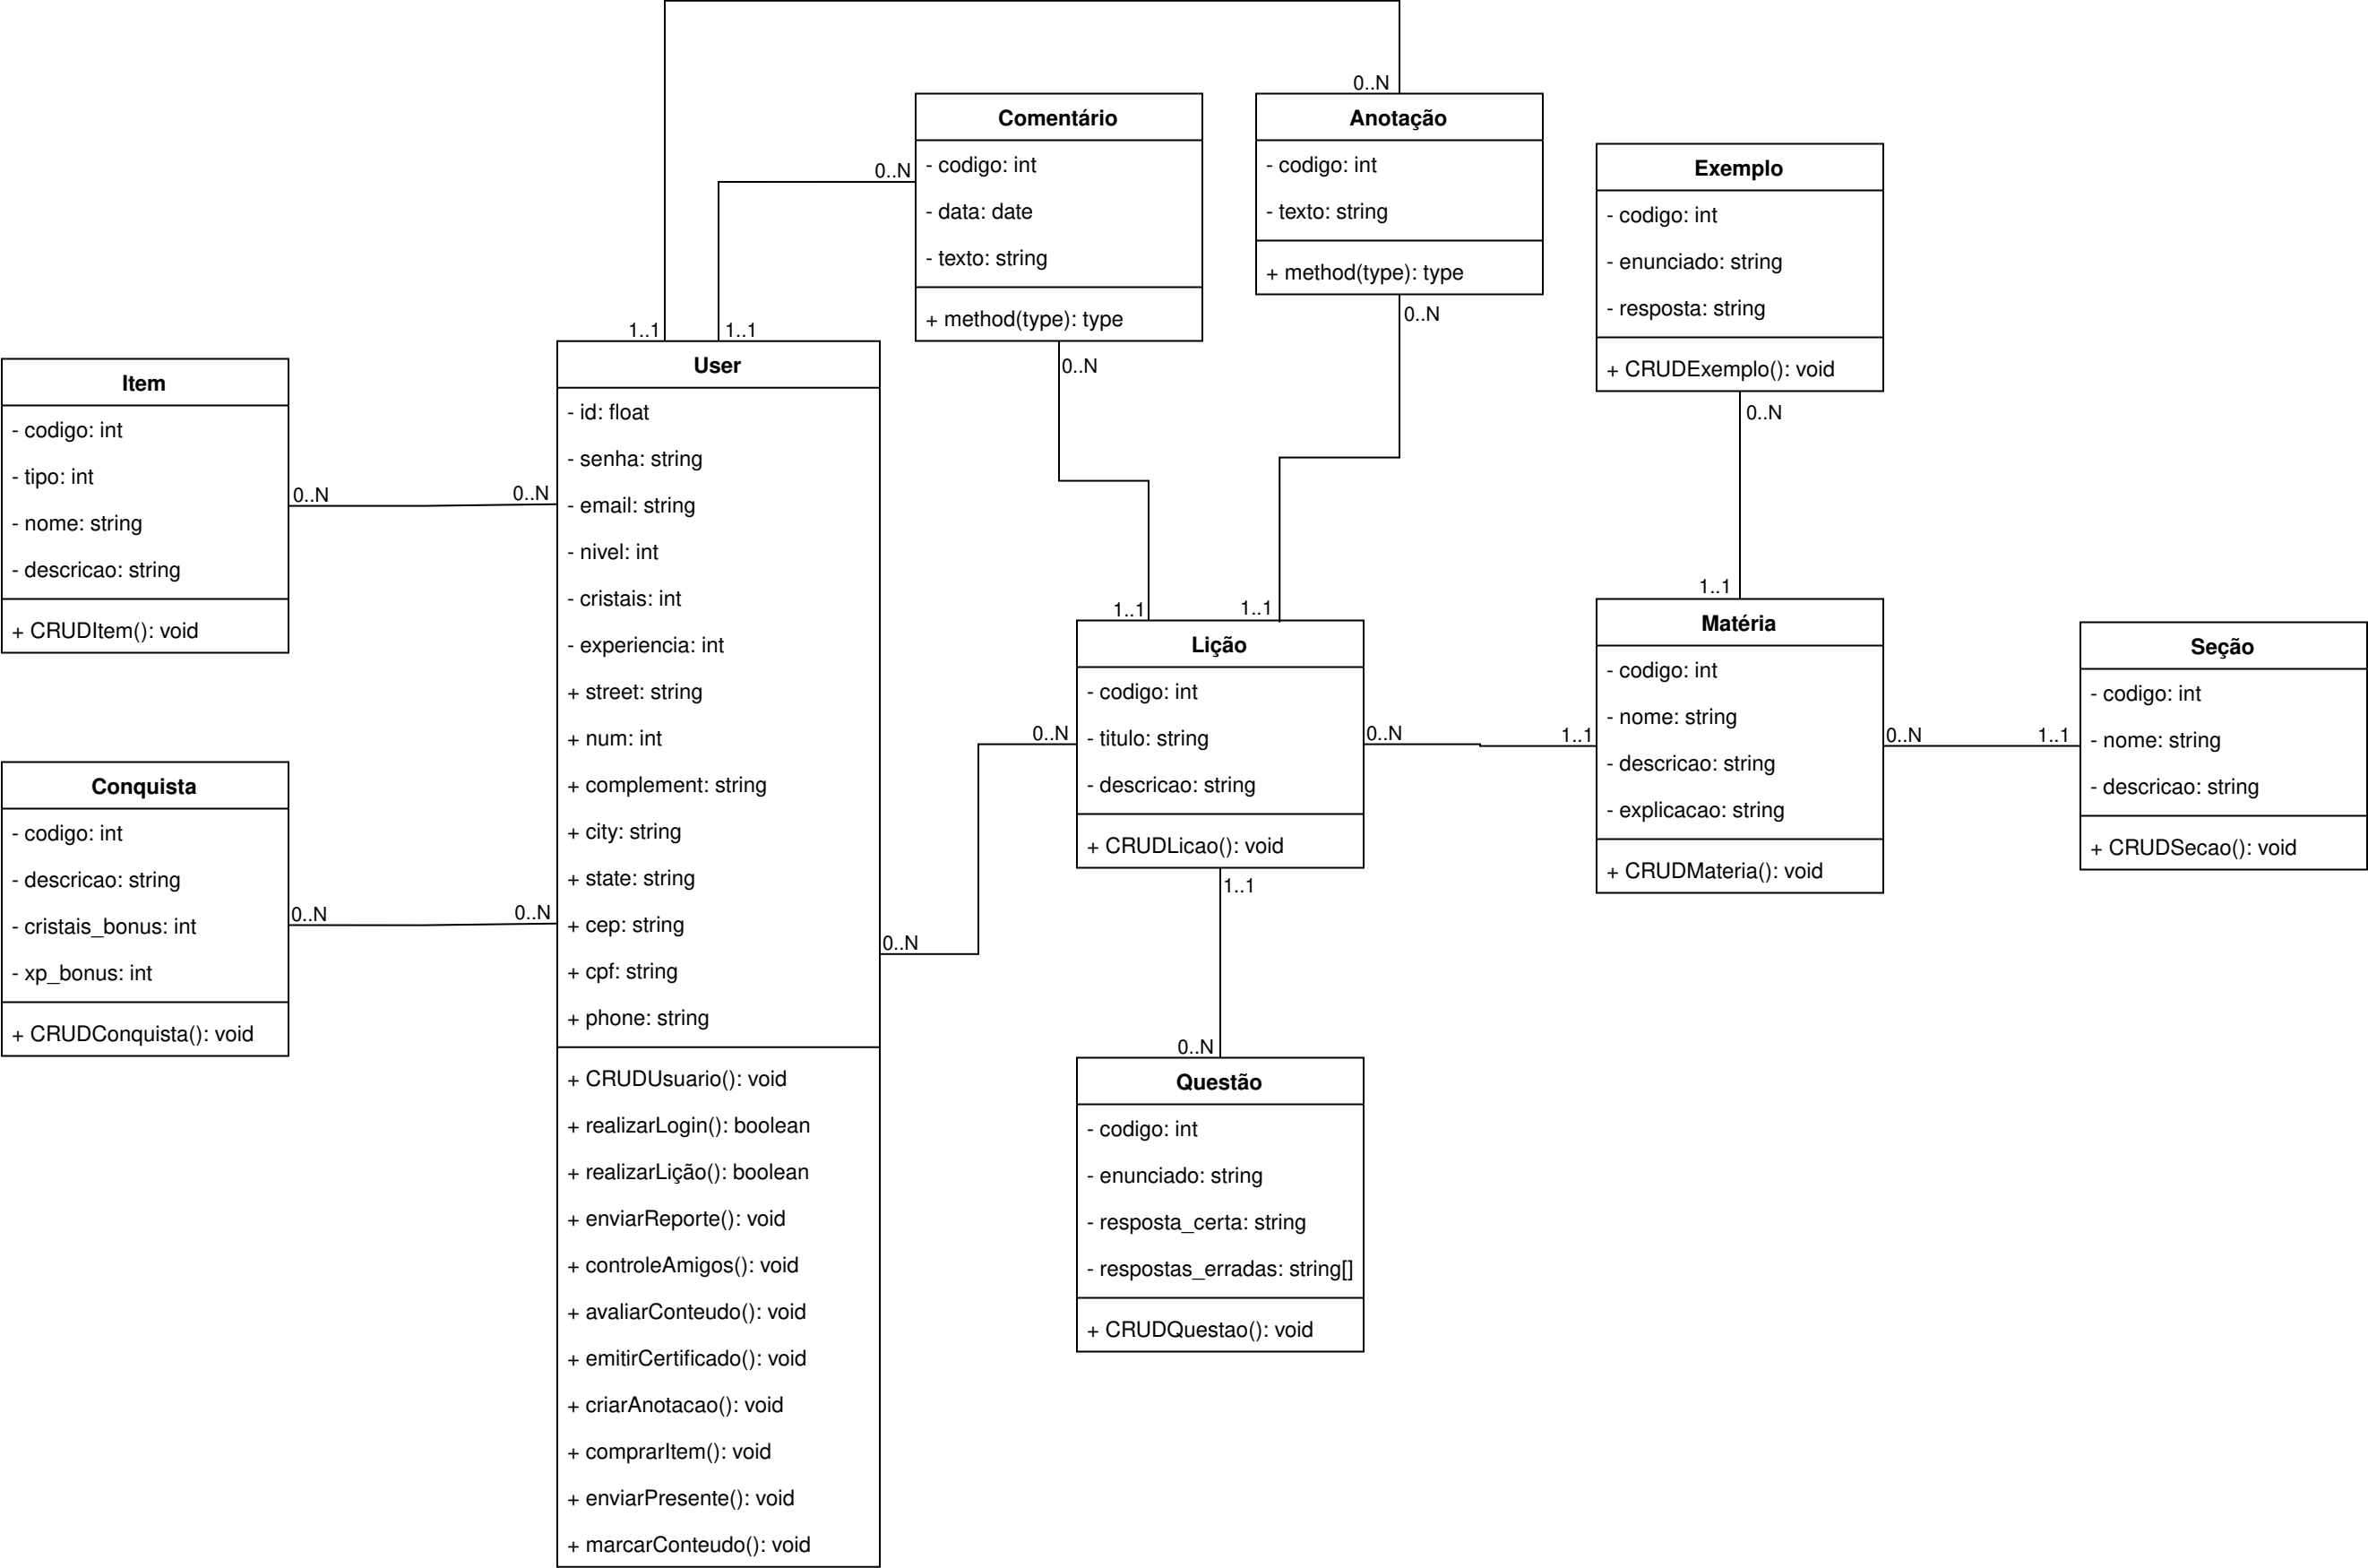 0..N
Comentário
- codigo: int
- data: date
- texto: string
+ method(type): type
0..N
0..N
1..1
1..1
Anotação
- codigo: int
- texto: string
+ method(type): type
0..N
Exemplo
- codigo: int
- enunciado: string
- resposta: string
+ CRUDExemplo(): void
0..N
1..1
Item
- codigo: int
- tipo: int
- nome: string
- descricao: string
+ CRUDItem(): void
0..N
0..N
Conquista
- codigo: int
- descricao: string
- cristais_bonus: int
- xp_bonus: int
+ CRUDConquista(): void
0..N
0..N
User
- id: float
- senha: string
- email: string
- nivel: int
- cristais: int
- experiencia: int
+ street: string
+ num: int
+ complement: string
+ city: string
+ state: string
+ cep: string
+ cpf: string
+ phone: string
+ CRUDUsuario(): void
+ realizarLogin(): boolean
+ realizarLição(): boolean
+ enviarReporte(): void
+ controleAmigos(): void
+ avaliarConteudo(): void
+ emitirCertificado(): void
+ criarAnotacao(): void
+ comprarItem(): void
+ enviarPresente(): void
+ marcarConteudo(): void
0..N
0..N
1..1
1..1
Lição
- codigo: int
- titulo: string
- descricao: string
+ CRUDLicao(): void
1..1
0..N
0..N
1..1
Questão
- codigo: int
- enunciado: string
- resposta_certa: string
- respostas_erradas: string[]
+ CRUDQuestao(): void
Matéria
- codigo: int
- nome: string
- descricao: string
- explicacao: string
+ CRUDMateria(): void
0..N
1..1
Seção
- codigo: int
- nome: string
- descricao: string
+ CRUDSecao(): void